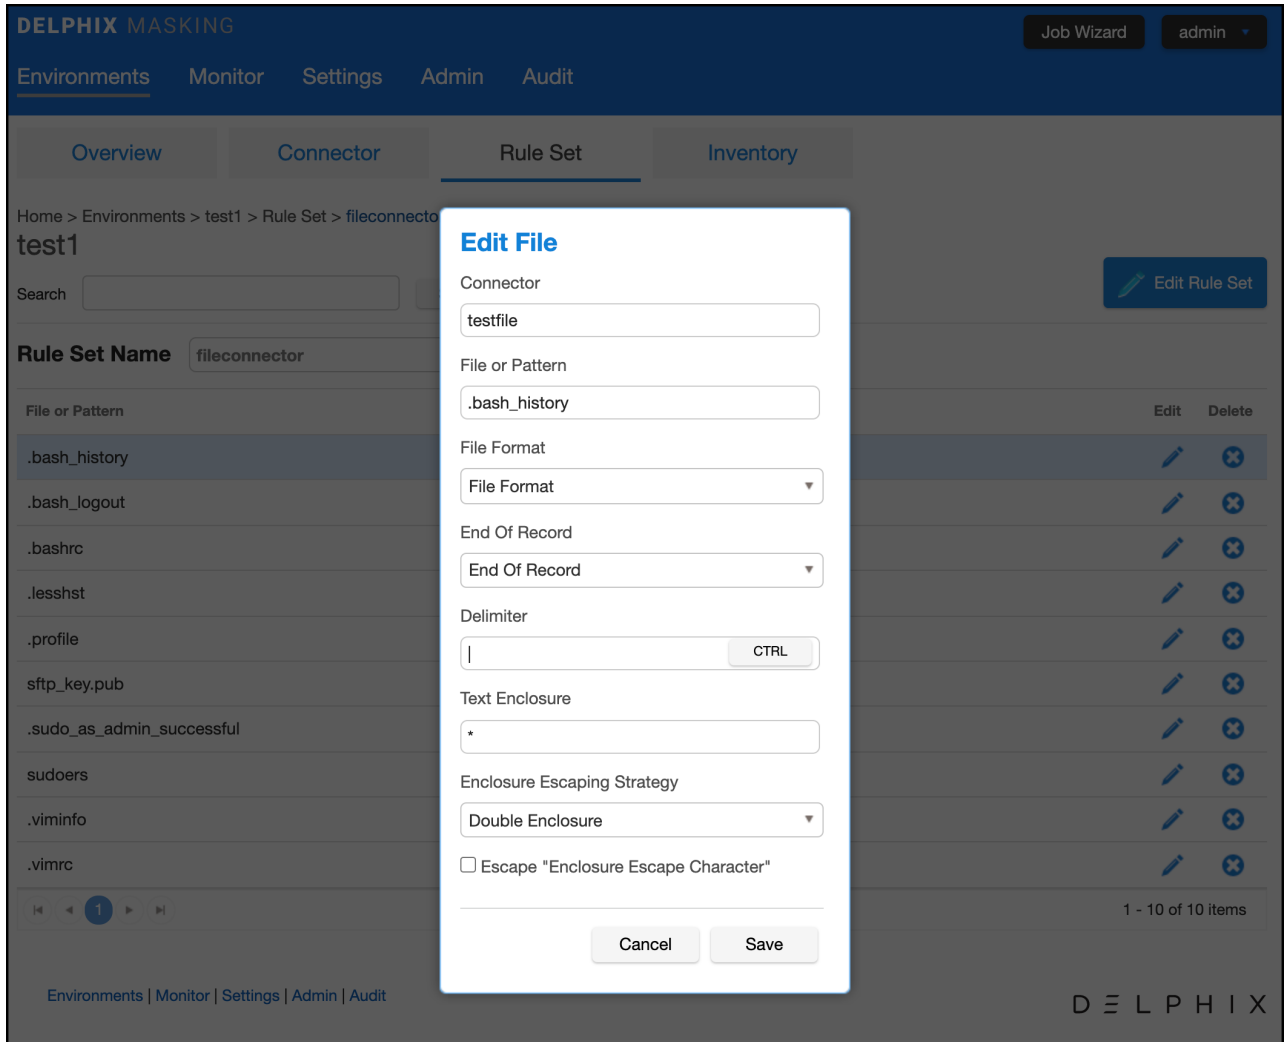 DELPHIX MASKING
Job Wizard
admin
Environments Monitor Settings Admin Audit
Overview Connector Rule Set Inventory
Home > Environments > test1 > Rule Set > fileconnecto
test1
Search
Edit Rule Set
Rule Set Name fileconnector
File or Pattern Edit Delete
.bash_history
.bash_logout
.bashrc
.lesshst
.profile
sftp_key.pub
.sudo_as_admin_successful
sudoers
.viminfo
.vimrc
1
1 - 10 of 10 items
Edit File
Connector
testfile
File or Pattern
.bash_history
File Format
File Format
End Of Record
End Of Record
Delimiter
| CTRL
Text Enclosure
*
Enclosure Escaping Strategy
Double Enclosure
Escape "Enclosure Escape Character"
Cancel Save
Environments | Monitor | Settings | Admin | Audit
DELPHIX